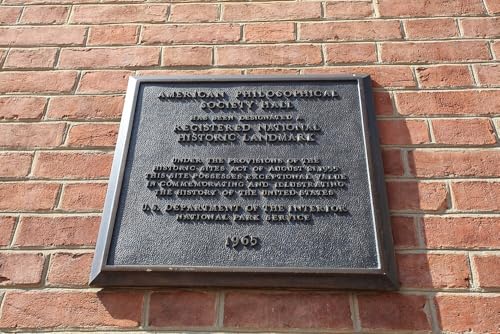 AMERICAN PHILOSOPHICAL
SOCIETY HALL
HAS BEEN DESIGNATED A
REGISTERED NATIONAL
HISTORIC LANDMARK
UNDER THE PROVISIONS OF THE
HISTORIC SITES ACT OF AUGUST 21, 1935
THIS SITE POSSESSES EXCEPTIONAL VALUE
IN COMMEMORATING AND ILLUSTRATING
THE HISTORY OF THE UNITED STATES
U.S. DEPARTMENT OF THE INTERIOR
NATIONAL PARK SERVICE
1965